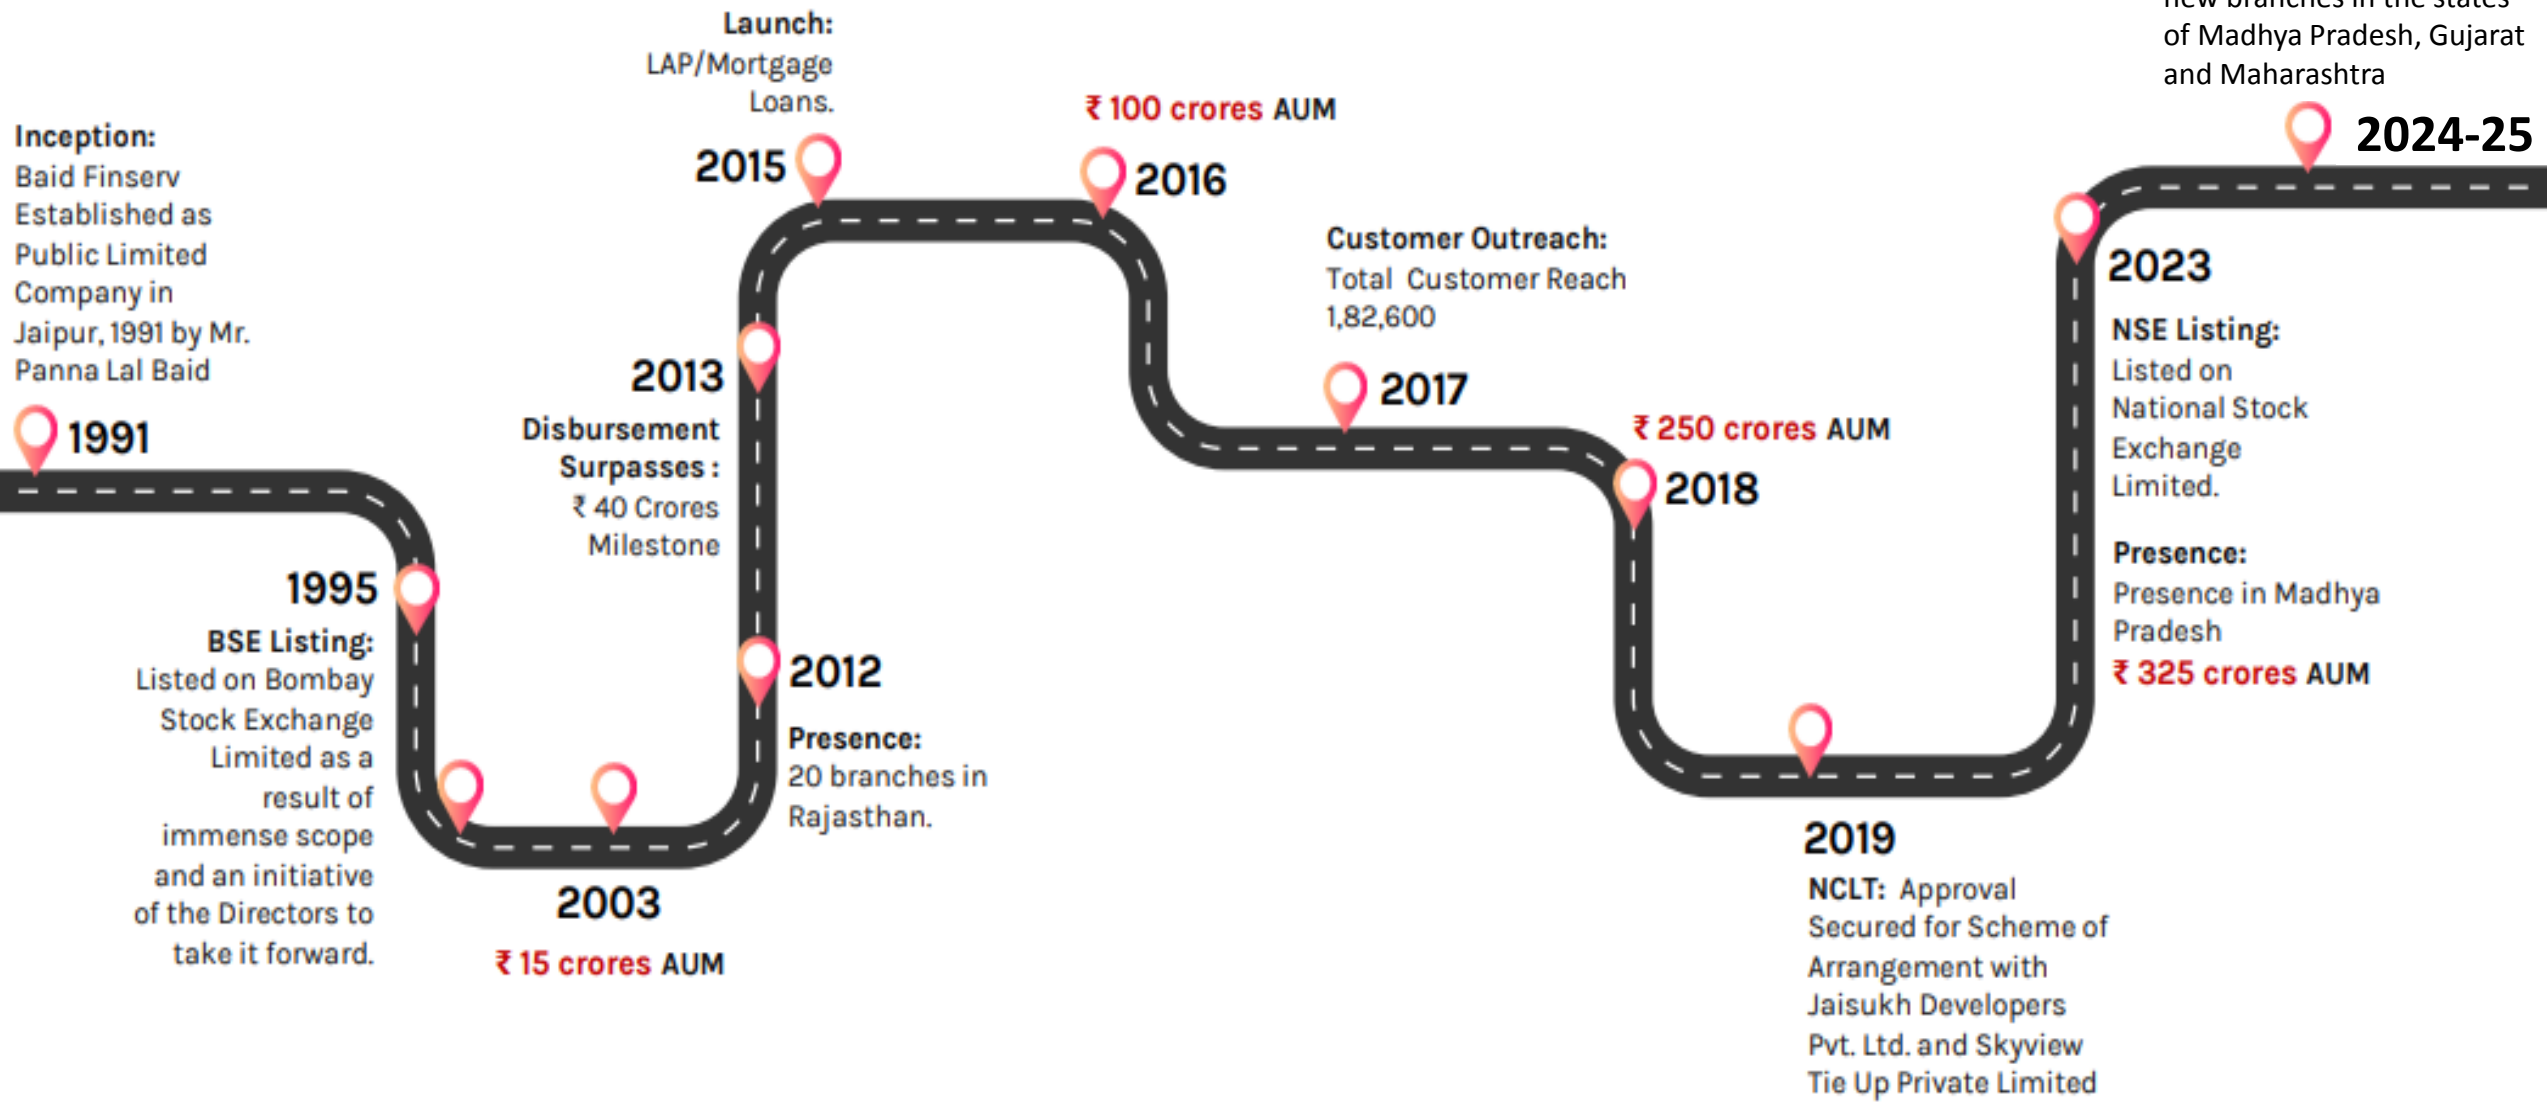 Inception:
Baid Finserv
Established as
Public Limited
Company in
Jaipur, 1991 by Mr.
Panna Lal Baid
1991
1995
BSE Listing:
Listed on Bombay
Stock Exchange
Limited as a
result of
immense scope
and an initiative
of the Directors to
take it forward.
2003
₹ 15 crores AUM
2012
Presence:
20 branches in
Rajasthan.
2013
Disbursement
Surpasses :
₹ 40 Crores
Milestone
Launch:
LAP/Mortgage
Loans.
2015
₹ 100 crores AUM
2016
Customer Outreach:
Total Customer Reach
1,82,600
2017
₹ 250 crores AUM
2018
2019
NCLT: Approval
Secured for Scheme of
Arrangement with
Jaisukh Developers
Pvt. Ltd. and Skyview
Tie Up Private Limited
2023
NSE Listing:
Listed on
National Stock
Exchange
Limited.
Presence:
Presence in Madhya
Pradesh
₹ 325 crores AUM
new branches in the states
of Madhya Pradesh, Gujarat
and Maharashtra
2024-25